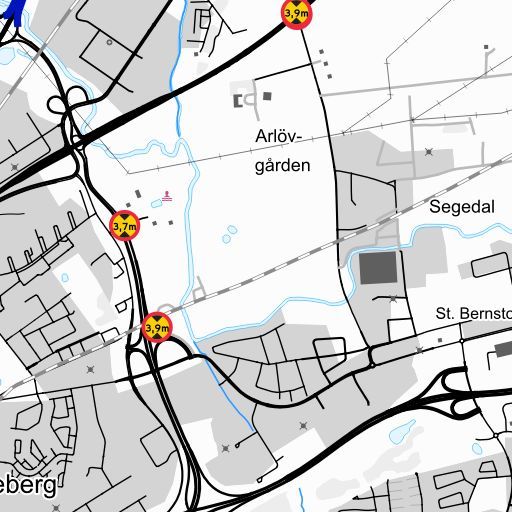 3,9m
Arlöv-
gården
Segedal
3,7m
St. Bernsto
3,9m
eberg